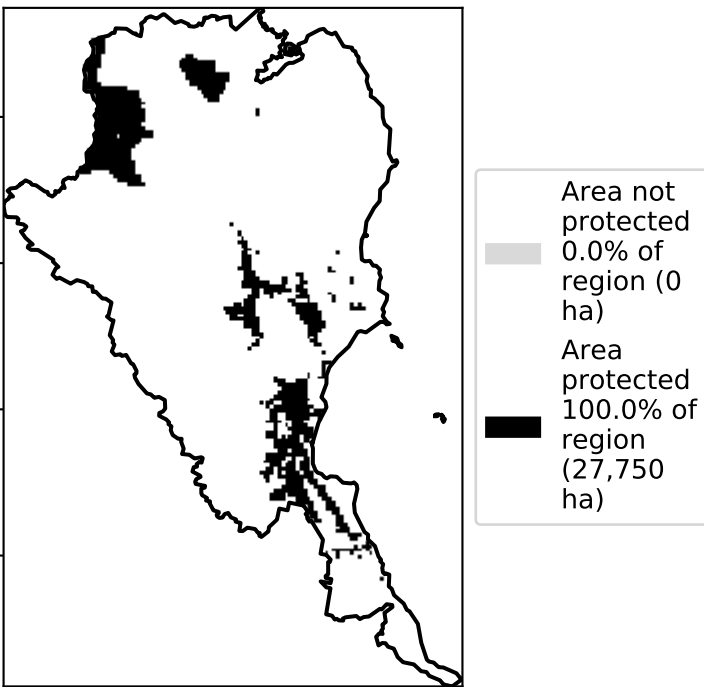 Area not
protected
0.0% of
region (0
ha)
Area
protected
100.0% of
region
(27,750
ha)